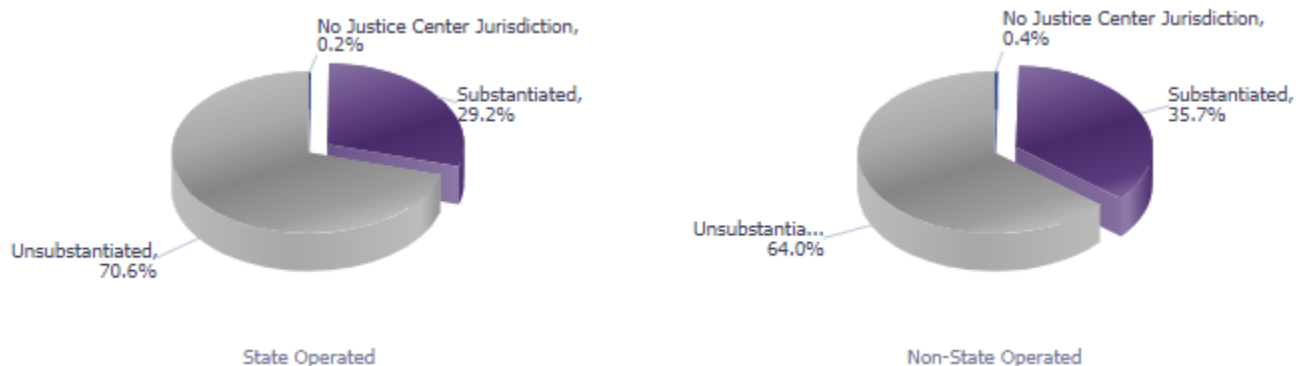 No Justice Center Jurisdiction,
0.2%
Substantiated,
29.2%
Unsubstantiated,
70.6%
State Operated
No Justice Center Jurisdiction,
0.4%
Substantiated,
35.7%
Unsubstantia...
64.0%
Non-State Operated